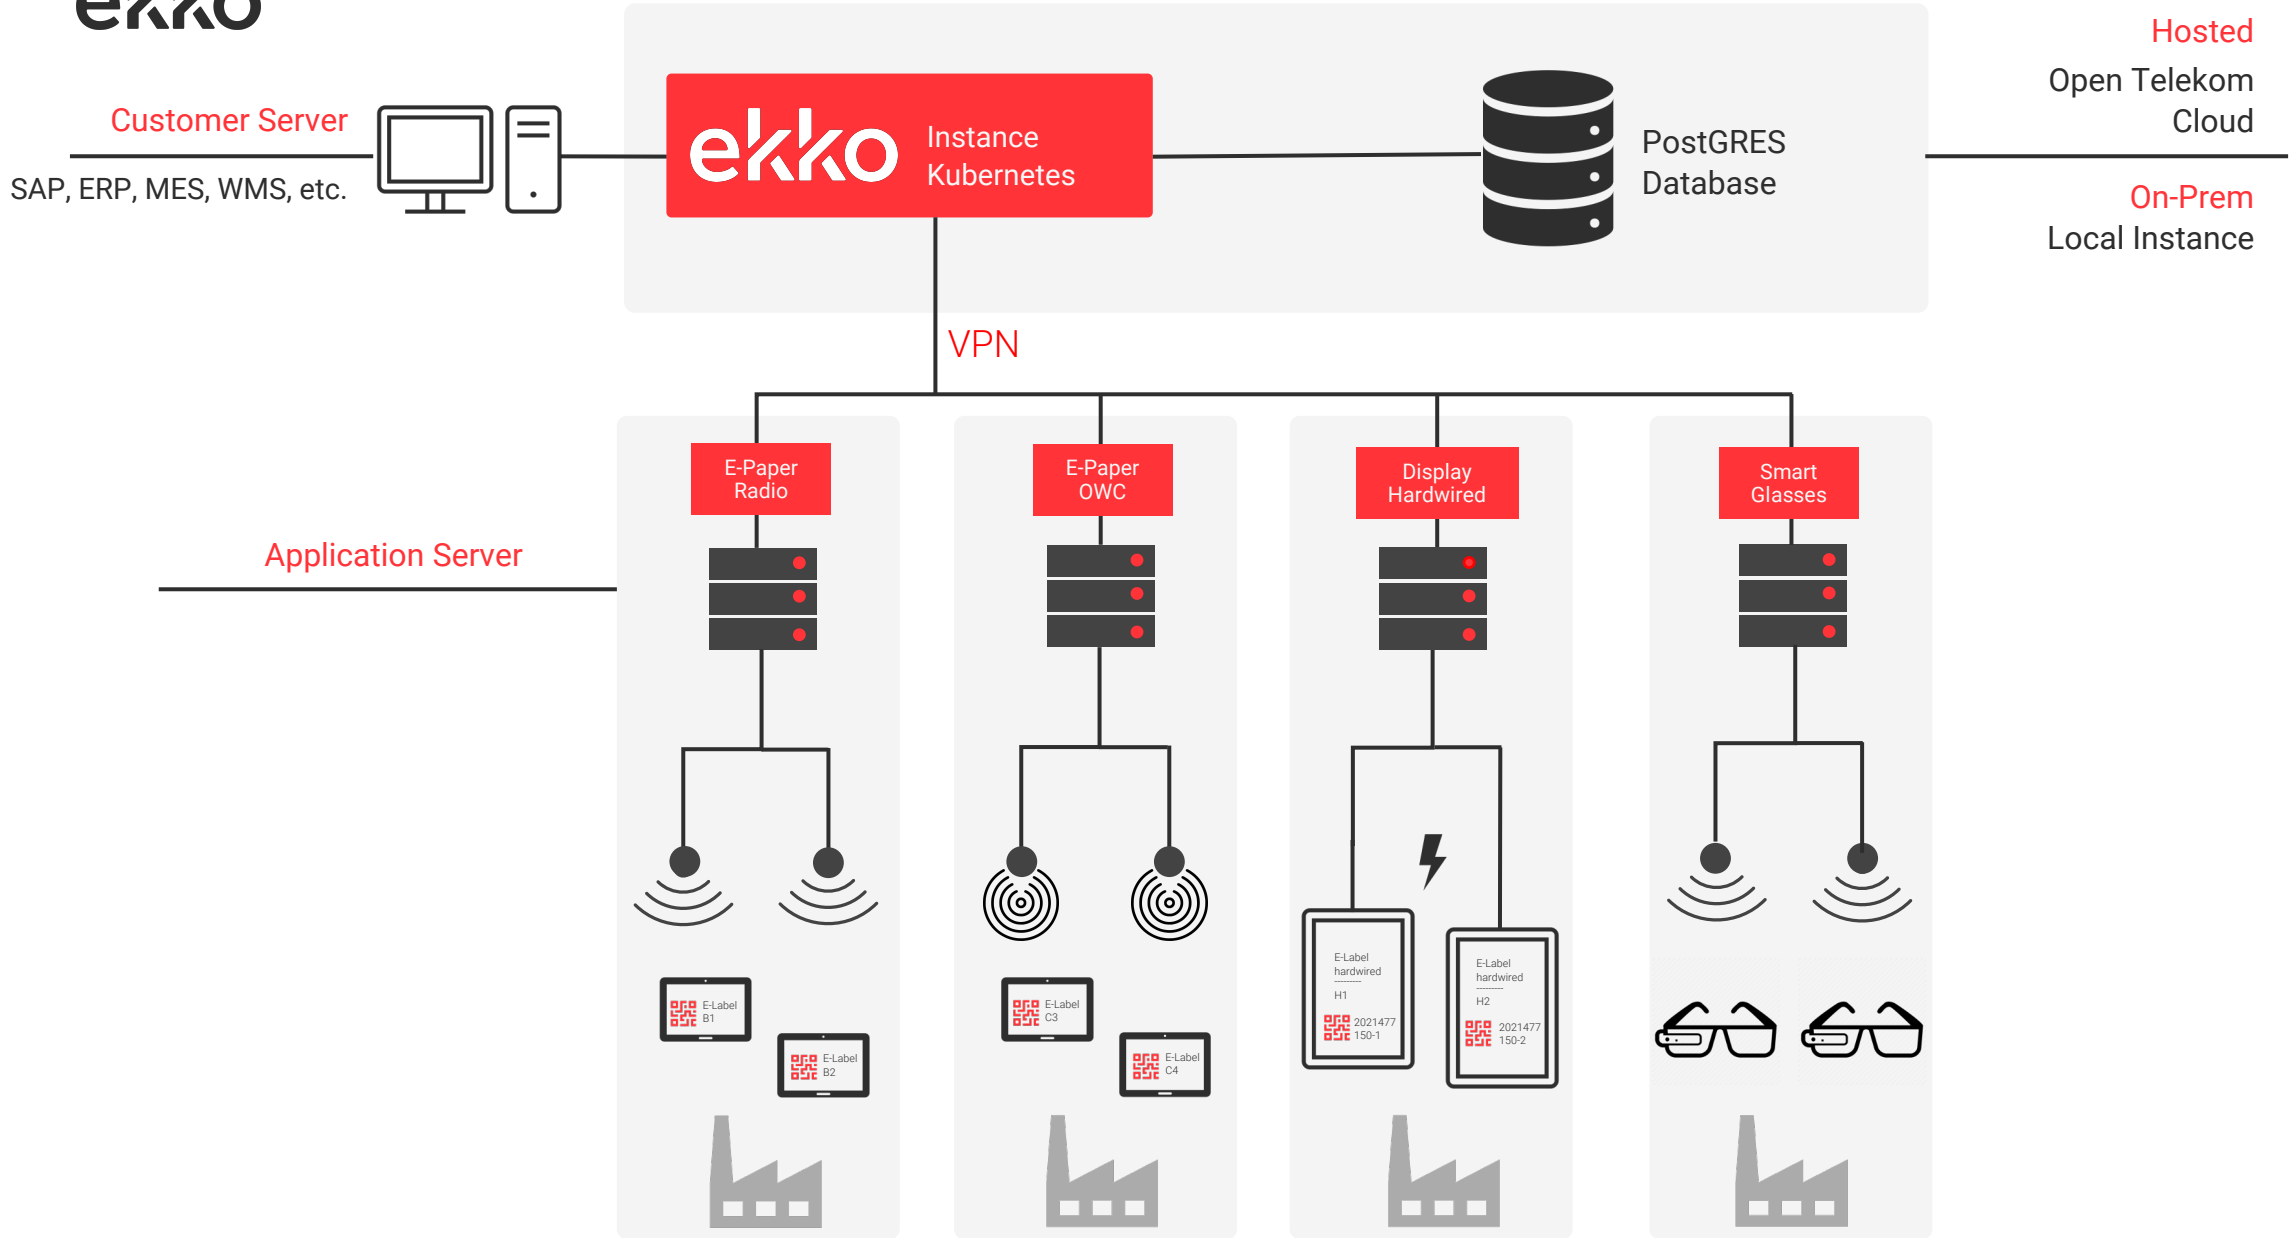 ekko
Hosted
Open Telekom
Cloud
Customer Server
SAP, ERP, MES, WMS, etc.
ekko
Instance
Kubernetes
PostGRES
Database
On-Prem
Local Instance
VPN
E-Paper
Radio
E-Paper
OWC
Display
Hardwired
Smart
Glasses
Application Server
E-Label
B1
E-Label
B2
E-Label
C3
E-Label
C4
E-Label
hardwired
---------
H1
2021477
150-1
E-Label
hardwired
---------
H2
2021477
150-2